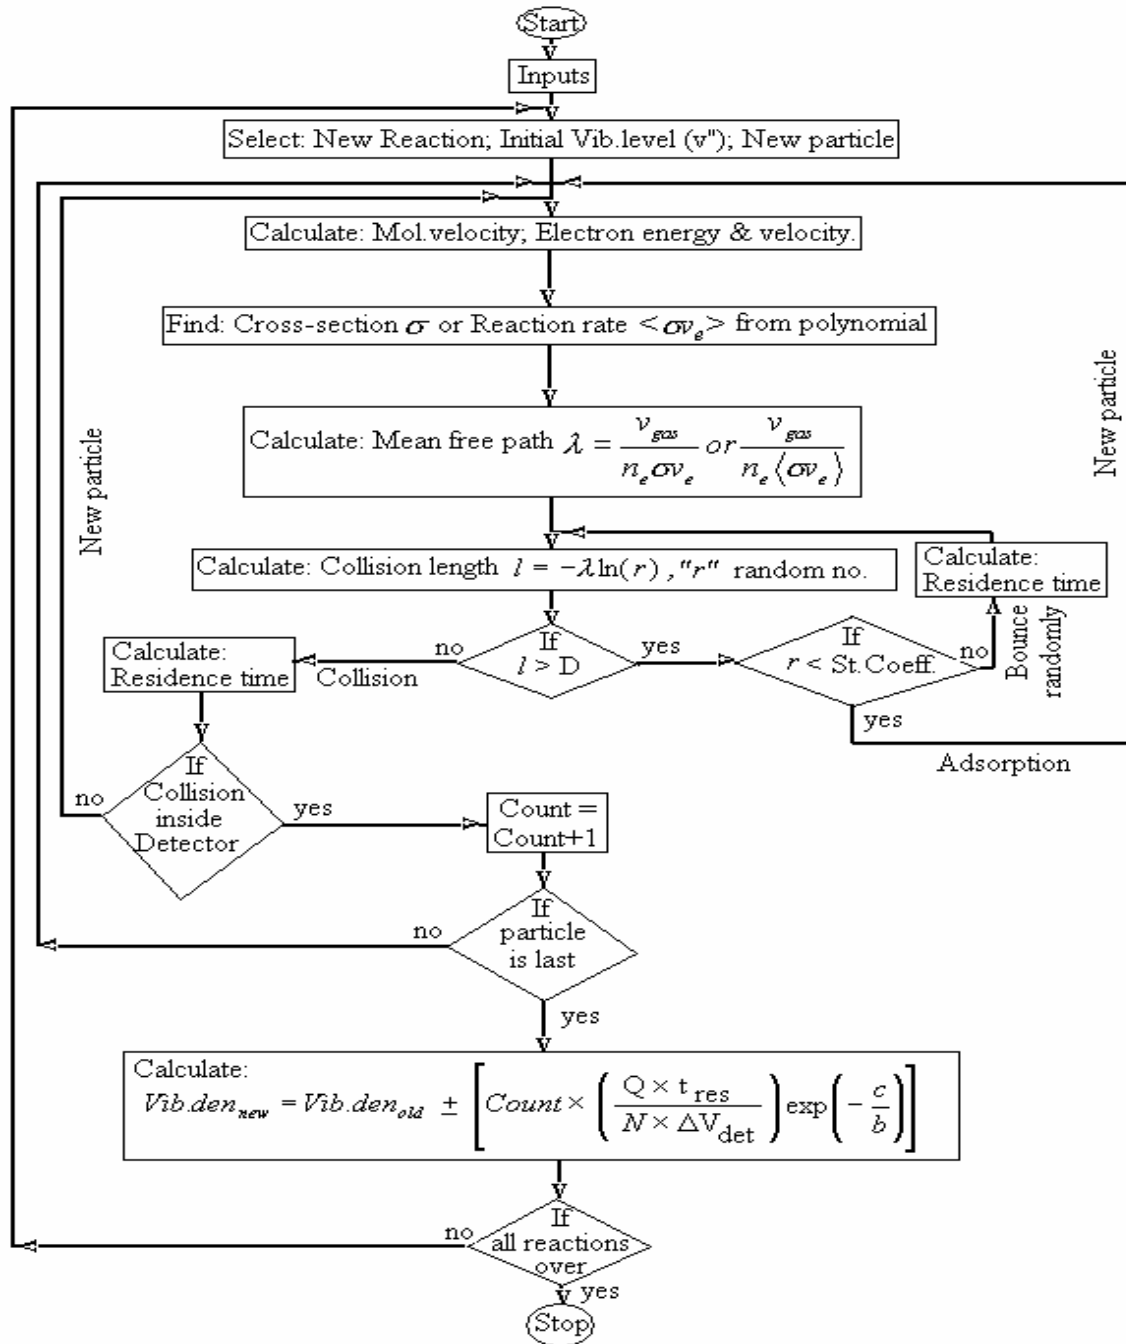 Start
Inputs
Select: New Reaction; Initial Vib.level (v"); New particle
Calculate: Mol.velocity; Electron energy & velocity.
Find: Cross-section σ or Reaction rate <σv_e> from polynomial
New particle
New particle
Calculate: Mean free path λ = v_gas / n_e σv_e or v_gas / n_e ⟨σv_e⟩
Calculate: Collision length l = −λ ln(r) , "r" random no.
Calculate:
Residence time
If
l > D
no
Collision
yes
If
r < St.Coeff.
no
Bounce
randomly
yes
Adsorption
Calculate:
Residence time
If
Collision
inside
Detector
no
yes
Count =
Count+1
If
particle
is last
no
yes
Calculate:
Vib.den_new = Vib.den_old ± [Count × (Q × t_res / N × ΔV_det) exp(− c/b)]
If
all reactions
over
no
yes
Stop